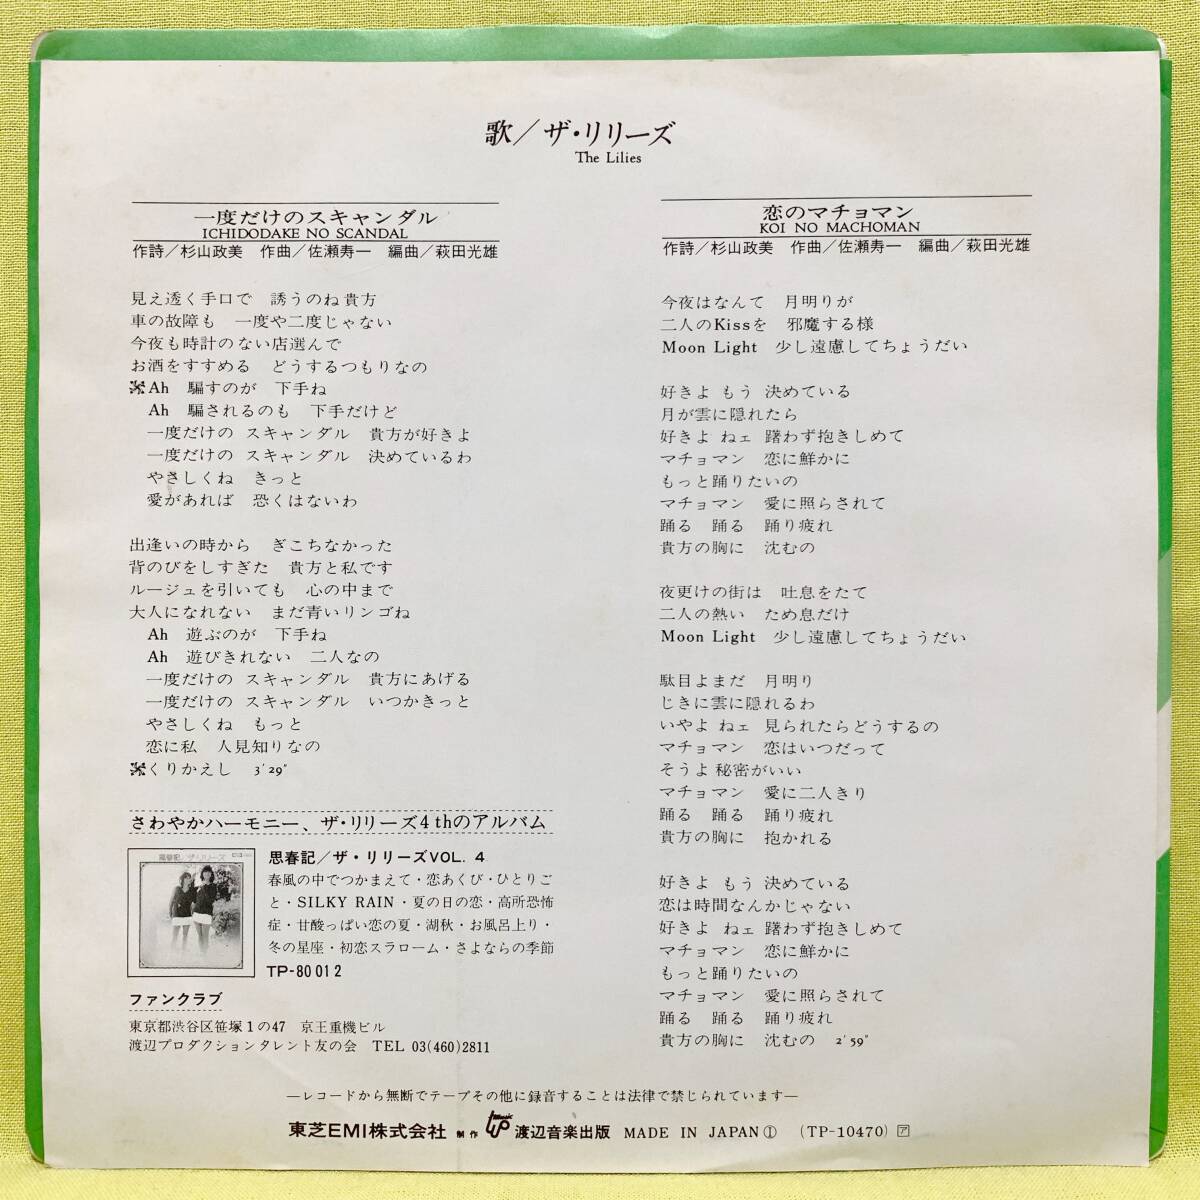 歌／ザ・リリーズ
The Lilies
一度だけのスキャンダル
ICHIDODAKE NO SCANDAL
作詩／杉山政美　作曲／佐瀬寿一　編曲／萩田光雄
見え透く手口で　誘うのね貴方
車の故障も　一度や二度じゃない
今夜も時計のない店選んで
お酒をすすめる　どうするつもりなの
※Ah　騙すのが　下手ね
Ah　騙されるのも　下手だけど
一度だけの　スキャンダル　貴方が好きよ
一度だけの　スキャンダル　決めているわ
やさしくね　きっと
愛があれば　恐くはないわ
出逢いの時から　ぎこちなかった
背のびをしすぎた　貴方と私です
ルージュを引いても　心の中まで
大人になれない　まだ青いリンゴね
Ah　遊ぶのが　下手ね
Ah　遊びきれない　二人なの
一度だけの　スキャンダル　貴方にあげる
一度だけの　スキャンダル　いつかきっと
やさしくね　もっと
恋に私　人見知りなの
※くりかえし　3′29″
さわやかハーモニー、ザ・リリーズ4thのアルバム
思春記／ザ・リリーズ
思春記／ザ・リリーズVOL. 4
春風の中でつかまえて・恋あくび・ひとりご
と・SILKY RAIN・夏の日の恋・高所恐怖
症・甘酸っぱい恋の夏・湖秋・お風呂上り・
冬の星座・初恋スラローム・さよならの季節
TP-80012
ファンクラブ
東京都渋谷区笹塚1の47　京王重機ビル
渡辺プロダクションタレント友の会　TEL 03(460)2811
恋のマチョマン
KOI NO MACHOMAN
作詩／杉山政美　作曲／佐瀬寿一　編曲／萩田光雄
今夜はなんて　月明りが
二人のKissを　邪魔する様
Moon Light　少し遠慮してちょうだい
好きよ もう 決めている
月が雲に隠れたら
好きよ ねェ 躇わず抱きしめて
マチョマン　恋に鮮かに
もっと踊りたいの
マチョマン　愛に照らされて
踊る　踊る　踊り疲れ
貴方の胸に　沈むの
夜更けの街は　吐息をたて
二人の熱い　ため息だけ
Moon Light　少し遠慮してちょうだい
駄目よまだ　月明り
じきに雲に隠れるわ
いやよ ねェ 見られたらどうするの
マチョマン　恋はいつだって
そうよ秘密がいい
マチョマン　愛に二人きり
踊る　踊る　踊り疲れ
貴方の胸に　抱かれる
好きよ もう 決めている
恋は時間なんかじゃない
好きよ ねェ 躇わず抱きしめて
マチョマン　恋に鮮かに
もっと踊りたいの
マチョマン　愛に照らされて
踊る　踊る　踊り疲れ
貴方の胸に　沈むの　2′59″
―レコードから無断でテープその他に録音することは法律で禁じられています―
東芝EMI株式会社　制作　渡辺音楽出版　MADE IN JAPAN①　(TP-10470)ア